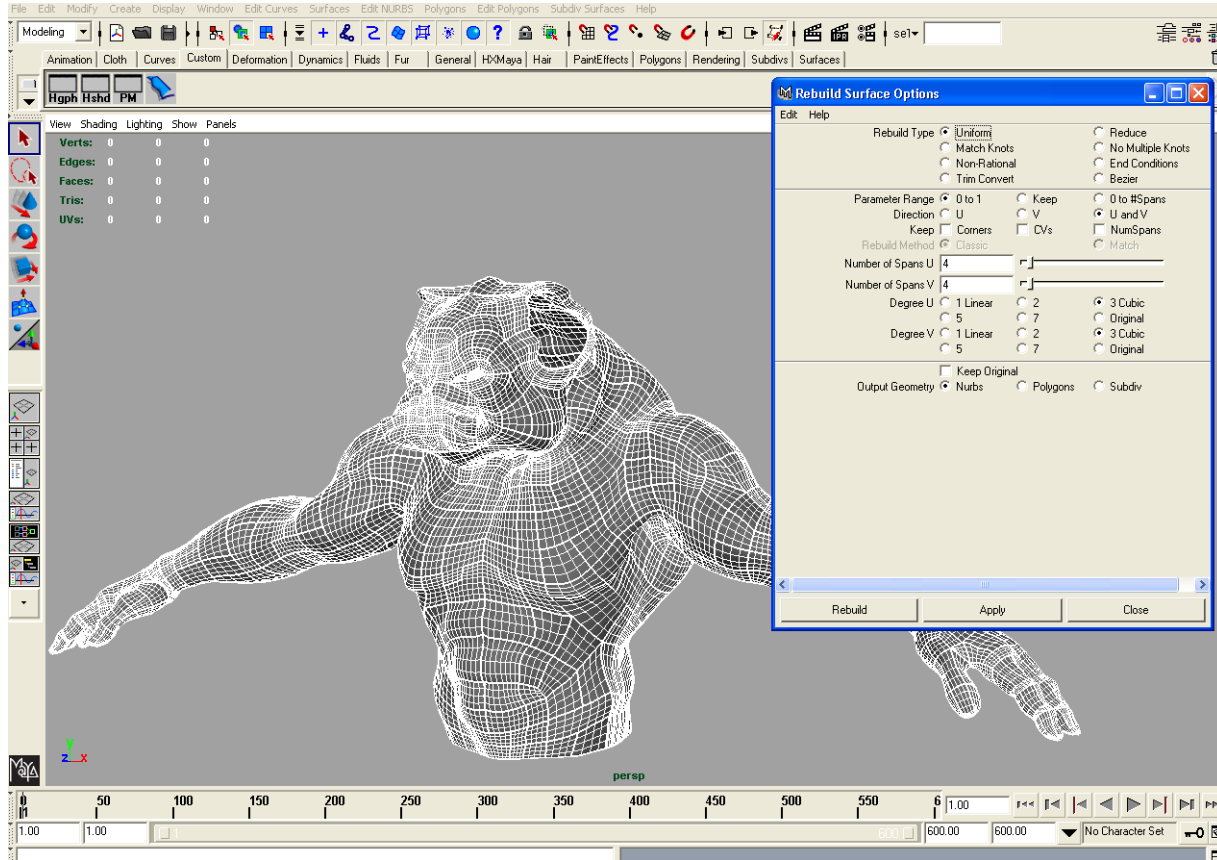 File Edit Modify Create Display Window Edit Curves Surfaces Edit NURBS Polygons Edit Polygons Subdiv Surfaces Help
Modeling sel-
Animation Cloth Curves Custom Deformation Dynamics Fluids Fur General HXMaya Hair PaintEffects Polygons Rendering Subdivs Surfaces
Hgph Hshd PM
View Shading Lighting Show Panels
Verts: 0 0 0
Edges: 0 0 0
Faces: 0 0 0
Tris: 0 0 0
UVs: 0 0 0
Rebuild Surface Options
Edit Help
Rebuild Type Uniform Reduce
Match Knots No Multiple Knots
Non-Rational End Conditions
Trim Convert Bezier
Parameter Range 0 to 1 Keep 0 to #Spans
Direction U V U and V
Keep Corners CVs NumSpans
Rebuild Method Classic Match
Number of Spans U 4
Number of Spans V 4
Degree U 1 Linear 2 3 Cubic
5 7 Original
Degree V 1 Linear 2 3 Cubic
5 7 Original
Keep Original
Output Geometry Nurbs Polygons Subdiv
Rebuild Apply Close
y
z x
persp
MAYA
50 100 150 200 250 300 350 400 450 500 550 6 1.00
1.00 1.00 1 600 600.00 600.00 No Character Set